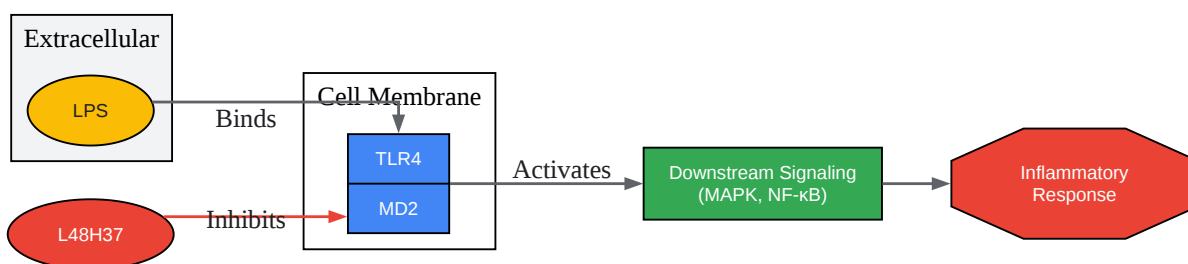 Extracellular
LPS
Binds
Cell Membrane
TLR4
MD2
L48H37
Inhibits
Activates
Downstream Signaling
(MAPK, NF-κB)
Inflammatory
Response